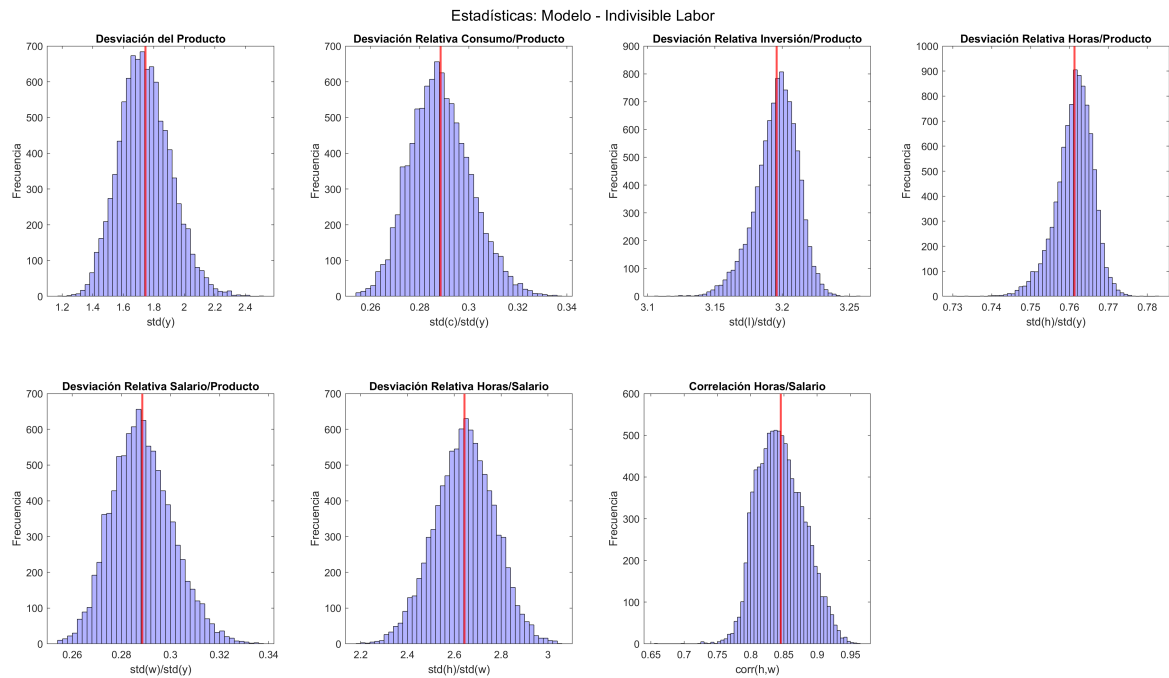 Estadísticas: Modelo - Indivisible Labor
Desviación del Producto
Frecuencia
700
600
500
400
300
200
100
0
1.2 1.4 1.6 1.8 2 2.2 2.4
std(y)
Desviación Relativa Consumo/Producto
Frecuencia
700
600
500
400
300
200
100
0
0.26 0.28 0.3 0.32 0.34
std(c)/std(y)
Desviación Relativa Inversión/Producto
Frecuencia
900
800
700
600
500
400
300
200
100
0
3.1 3.15 3.2 3.25
std(I)/std(y)
Desviación Relativa Horas/Producto
Frecuencia
1000
900
800
700
600
500
400
300
200
100
0
0.73 0.74 0.75 0.76 0.77 0.78
std(h)/std(y)
Desviación Relativa Salario/Producto
Frecuencia
700
600
500
400
300
200
100
0
0.26 0.28 0.3 0.32 0.34
std(w)/std(y)
Desviación Relativa Horas/Salario
Frecuencia
700
600
500
400
300
200
100
0
2.2 2.4 2.6 2.8 3
std(h)/std(w)
Correlación Horas/Salario
Frecuencia
600
500
400
300
200
100
0
0.65 0.7 0.75 0.8 0.85 0.9 0.95
corr(h,w)